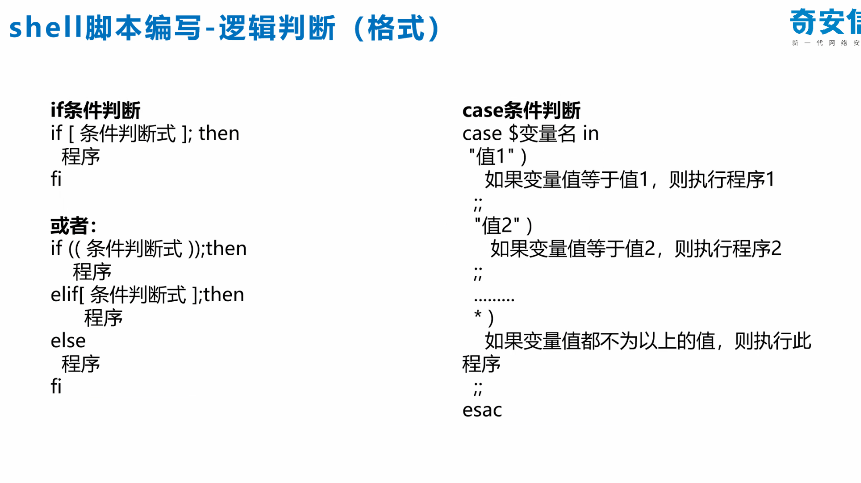 shell脚本编写-逻辑判断（格式）
奇安信
新一代网络安
if条件判断
if [ 条件判断式 ]; then
程序
fi
或者：
if (( 条件判断式 ));then
程序
elif[ 条件判断式 ];then
程序
else
程序
fi
case条件判断
case $变量名 in
"值1" )
如果变量值等于值1，则执行程序1
;;
"值2" )
如果变量值等于值2，则执行程序2
;;
.........
* )
如果变量值都不为以上的值，则执行此
程序
;;
esac